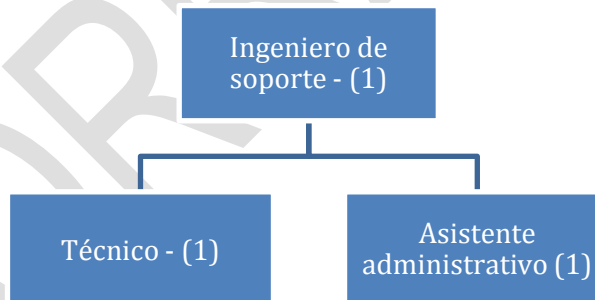 Ingeniero de
soporte - (1)
Técnico - (1)
Asistente
administrativo (1)